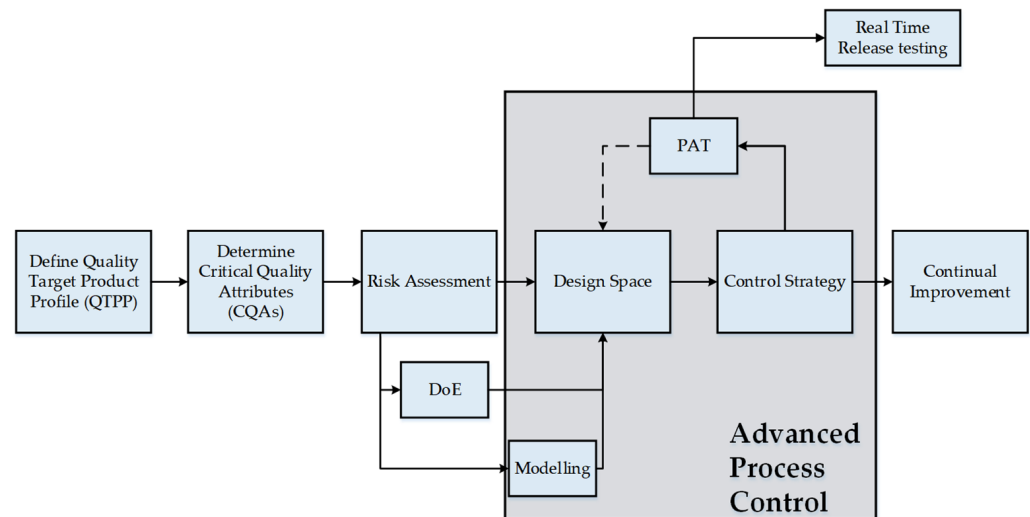 Real Time
Release testing
PAT
Define Quality
Target Product
Profile (QTPP)
Determine
Critical Quality
Attributes
(CQAs)
Risk Assessment
Design Space
Control Strategy
Continual
Improvement
DoE
Modelling
Advanced
Process
Control